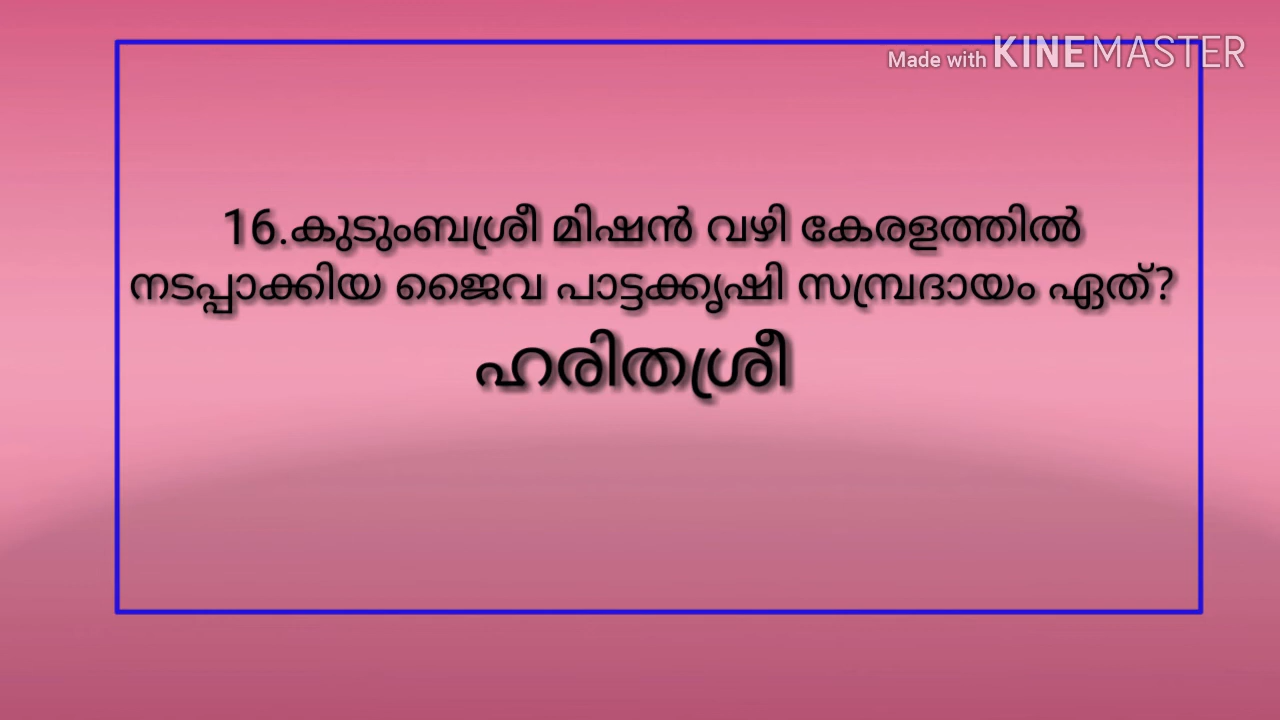 Made with KINEMASTER
16.കുടുംബശ്രീ മിഷൻ വഴി കേരളത്തിൽ
നടപ്പാക്കിയ ജൈവ പാട്ടക്കൃഷി സമ്പ്രദായം ഏത്?
ഹരിതശ്രീ